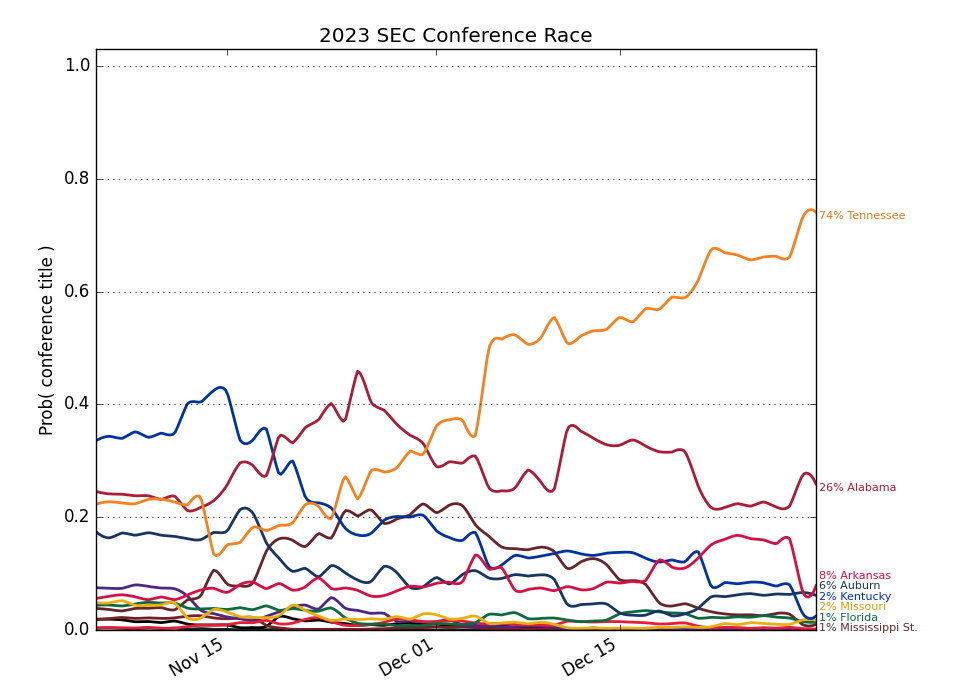 2023 SEC Conference Race
Prob( conference title )
1.0
0.8
0.6
0.4
0.2
0.0
Nov 15
Dec 01
Dec 15
74% Tennessee
26% Alabama
8% Arkansas
6% Auburn
2% Kentucky
2% Missouri
1% Florida
1% Mississippi St.